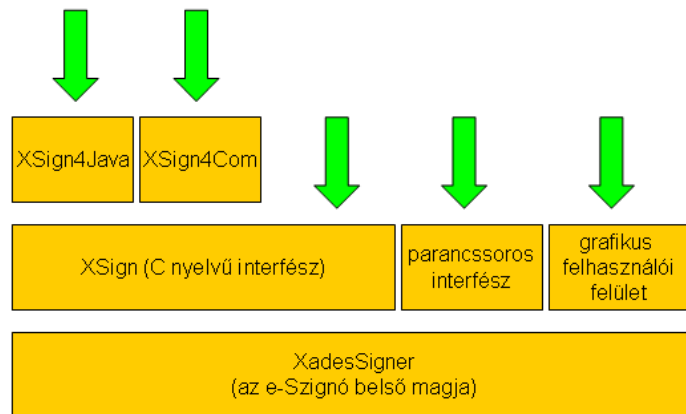 XSign4Java
XSign4Com
XSign (C nyelvű interfész)
parancssoros
interfész
grafikus
felhasználói
felület
XadesSigner
(az e-Szignó belső magja)